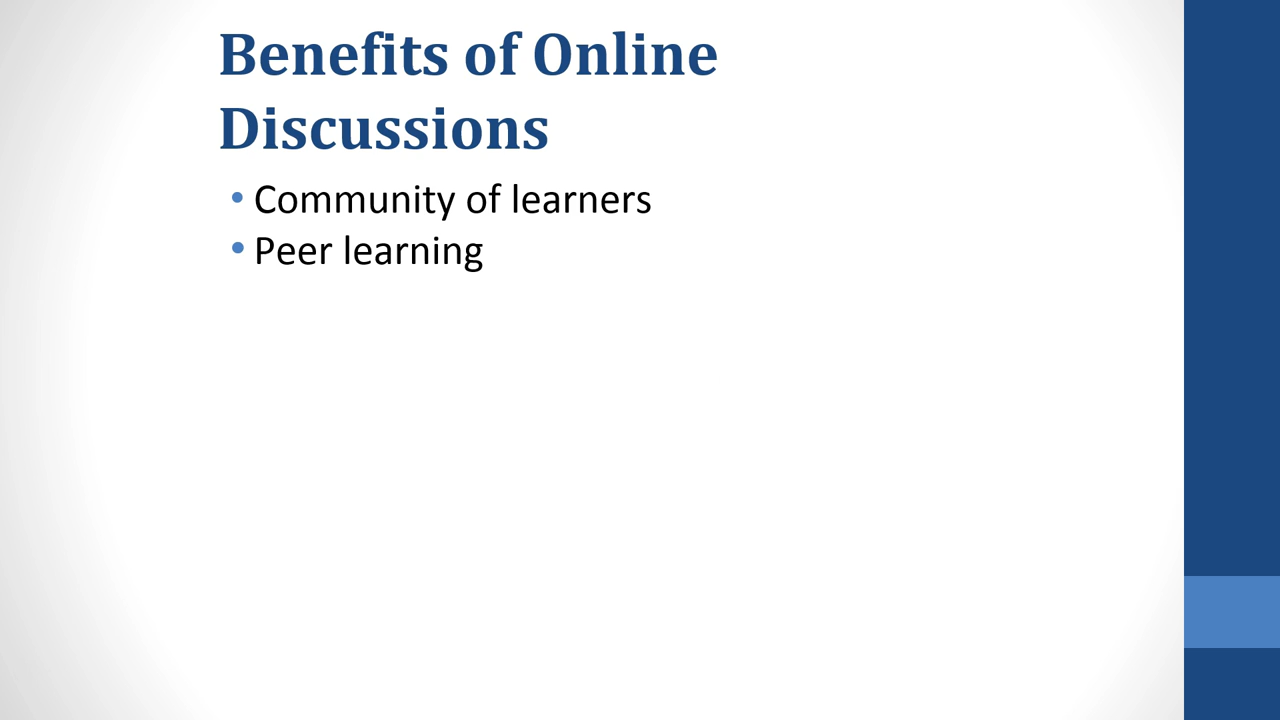 Benefits of Online
Discussions
• Community of learners
• Peer learning